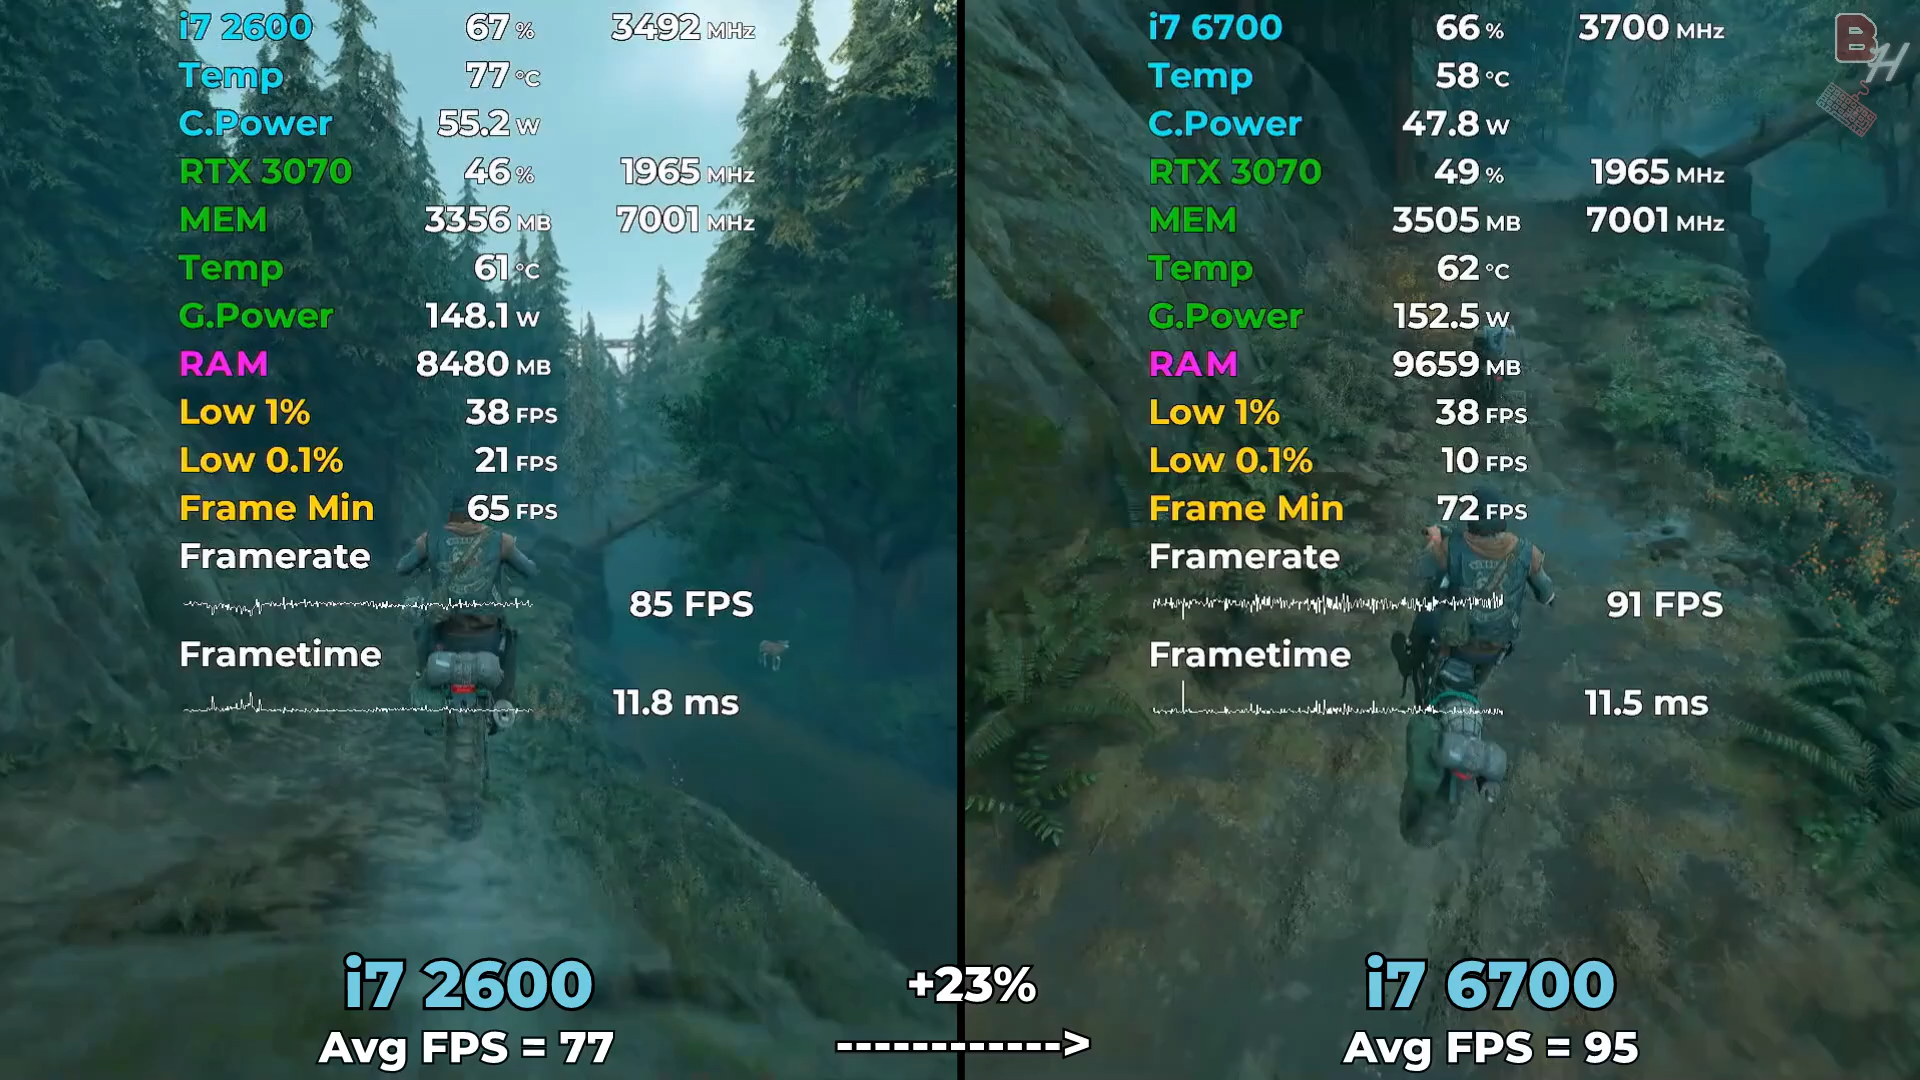 i7 2600 67 % 3492 MHz
Temp 77 °C
C.Power 55.2 W
RTX 3070 46 % 1965 MHz
MEM 3356 MB 7001 MHz
Temp 61 °C
G.Power 148.1 W
RAM 8480 MB
Low 1% 38 FPS
Low 0.1% 21 FPS
Frame Min 65 FPS
Framerate
85 FPS
Frametime
11.8 ms
i7 2600
Avg FPS = 77
+23%
------------>
i7 6700 66 % 3700 MHz
Temp 58 °C
C.Power 47.8 W
RTX 3070 49 % 1965 MHz
MEM 3505 MB 7001 MHz
Temp 62 °C
G.Power 152.5 W
RAM 9659 MB
Low 1% 38 FPS
Low 0.1% 10 FPS
Frame Min 72 FPS
Framerate
91 FPS
Frametime
11.5 ms
i7 6700
Avg FPS = 95
BH